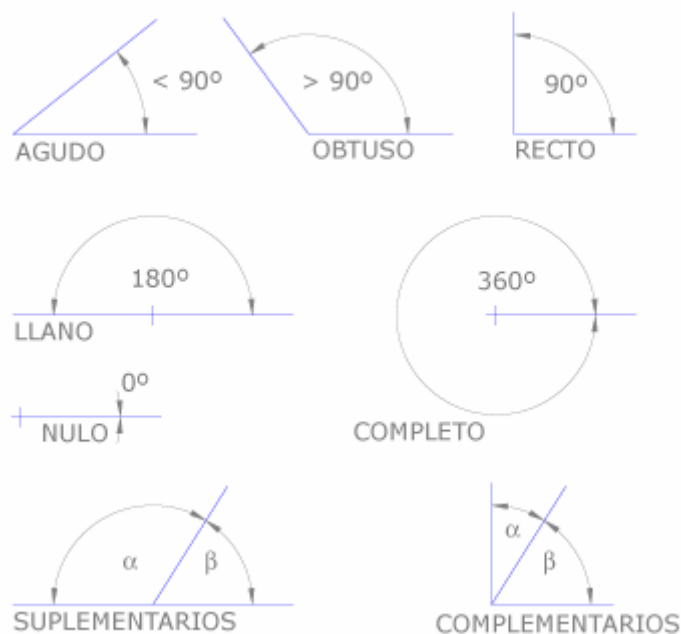 < 90º
> 90º
90º
AGUDO
OBTUSO
RECTO
180º
360º
LLANO
0º
NULO
COMPLETO
α
β
α
β
SUPLEMENTARIOS
COMPLEMENTARIOS